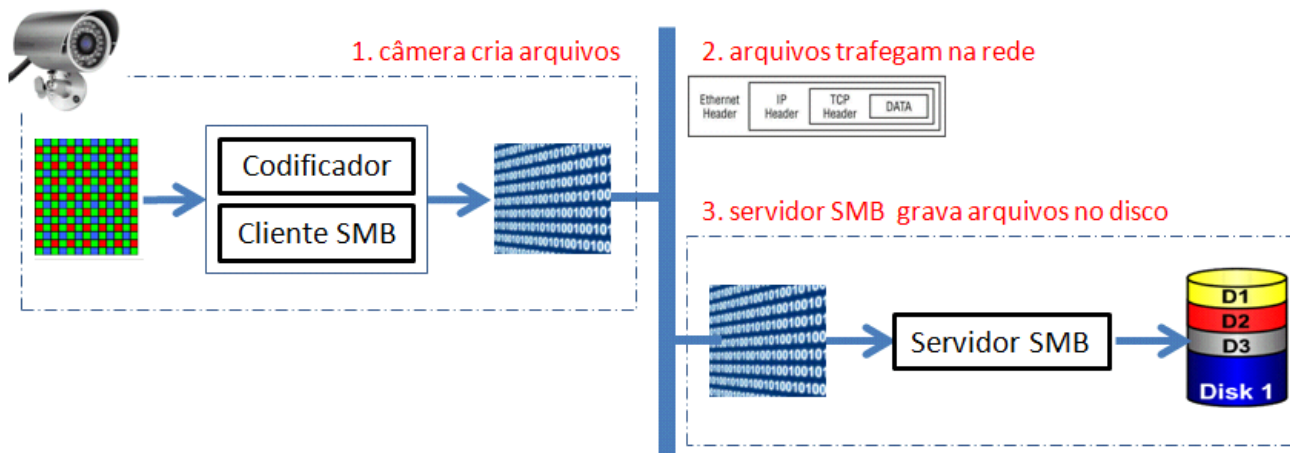 1. câmera cria arquivos
Codificador
Cliente SMB
2. arquivos trafegam na rede
Ethernet
Header
IP
Header
TCP
Header
DATA
3. servidor SMB grava arquivos no disco
Servidor SMB
D1
D2
D3
Disk 1